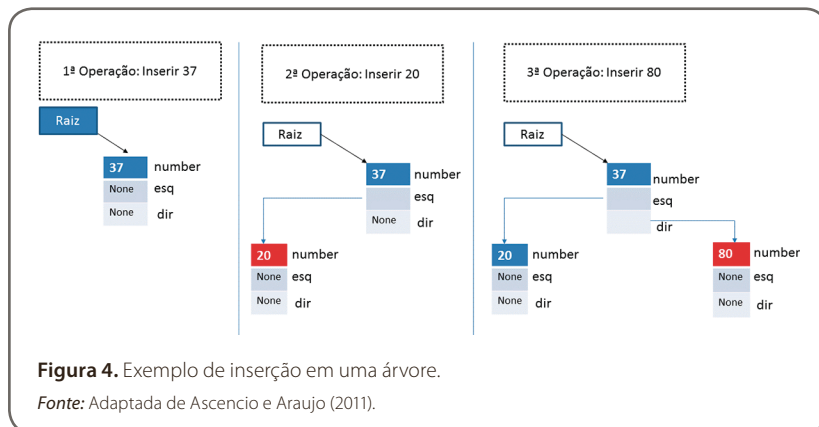 1ª Operação: Inserir 37
Raiz
37 number
None esq
None dir
2ª Operação: Inserir 20
Raiz
37 number
esq
None dir
20 number
None esq
None dir
3ª Operação: Inserir 80
Raiz
37 number
esq
dir
20 number
None esq
None dir
80 number
None esq
None dir
Figura 4. Exemplo de inserção em uma árvore.
Fonte: Adaptada de Ascencio e Araujo (2011).